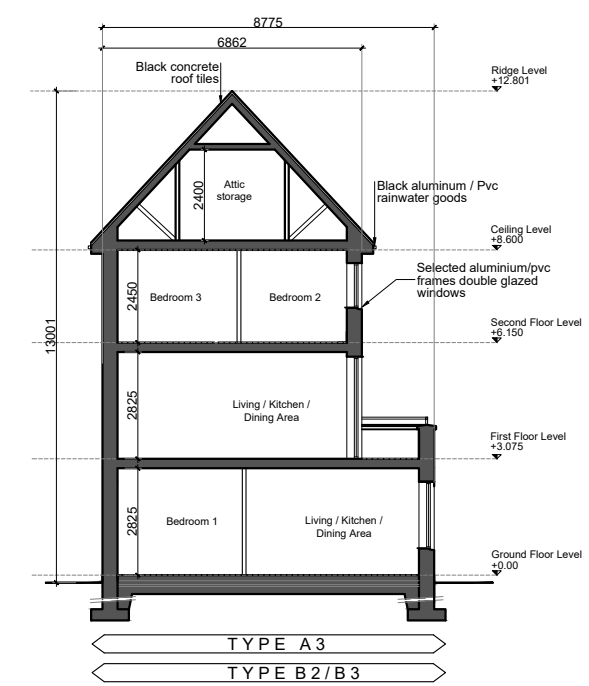 8775
6862
Black concrete
roof tiles
Ridge Level
+12.801
2400
Attic
storage
Black aluminum / Pvc
rainwater goods
Ceiling Level
+8.600
Selected aluminium/pvc
frames double glazed
windows
2450
Bedroom 3
Bedroom 2
13001
Second Floor Level
+6.150
2825
Living / Kitchen /
Dining Area
First Floor Level
+3.075
2825
Bedroom 1
Living / Kitchen /
Dining Area
Ground Floor Level
+0.00
TYPE A3
TYPE B2/B3